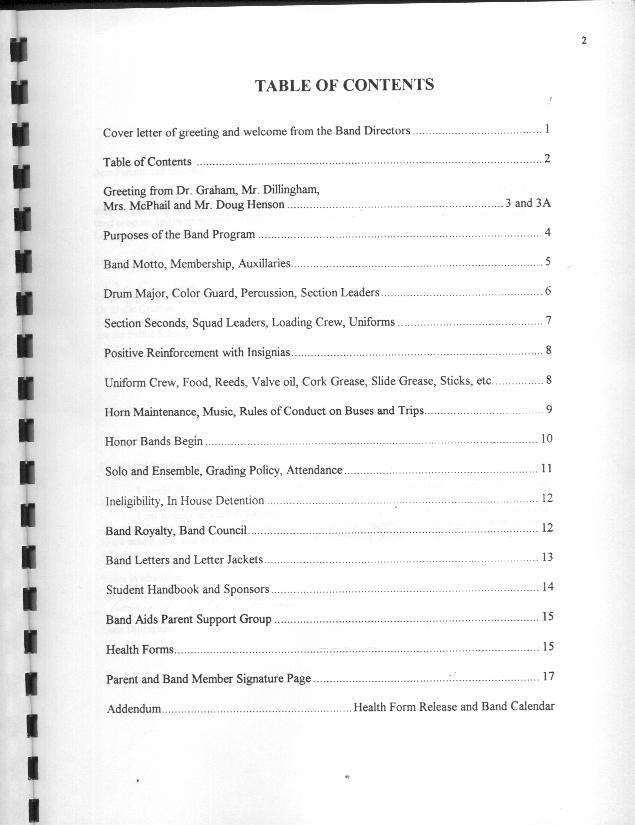 2
TABLE OF CONTENTS
Cover letter of greeting and welcome from the Band Directors ........................................ 1
Table of Contents ............................................................................................................ 2
Greeting from Dr. Graham, Mr. Dillingham,
Mrs. McPhail and Mr. Doug Henson ................................................................... 3 and 3A
Purposes of the Band Program ........................................................................................ 4
Band Motto, Membership, Auxillaries.............................................................................. 5
Drum Major, Color Guard, Percussion, Section Leaders................................................... 6
Section Seconds, Squad Leaders, Loading Crew, Uniforms ............................................. 7
Positive Reinforcement with Insignias.............................................................................. 8
Uniform Crew, Food, Reeds, Valve oil, Cork Grease, Slide Grease, Sticks, etc................ 8
Horn Maintenance, Music, Rules of Conduct on Buses and Trips..................................... 9
Honor Bands Begin ........................................................................................................ 10
Solo and Ensemble, Grading Policy, Attendance ............................................................ 11
Ineligibility, In House Detention .................................................................................... 12
Band Royalty, Band Council.......................................................................................... 12
Band Letters and Letter Jackets...................................................................................... 13
Student Handbook and Sponsors ................................................................................... 14
Band Aids Parent Support Group .................................................................................. 15
Health Forms................................................................................................................. 15
Parent and Band Member Signature Page ...................................................................... 17
Addendum........................................................... Health Form Release and Band Calendar